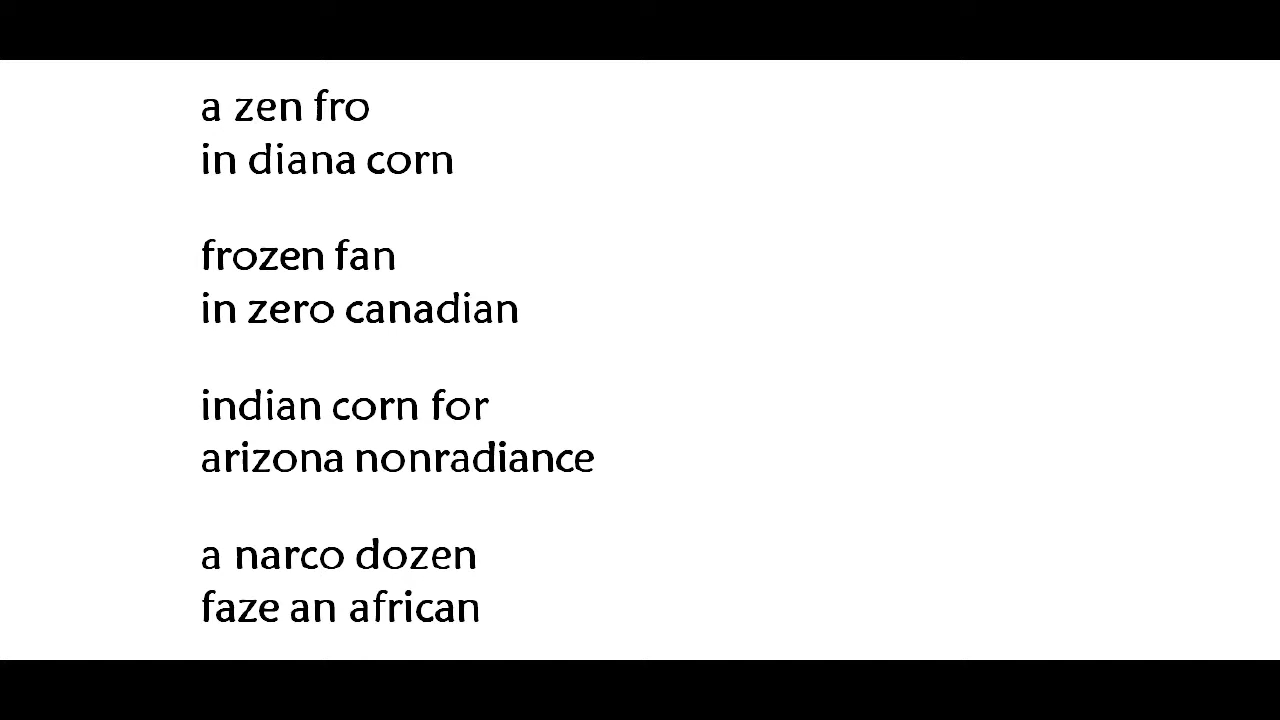 a zen fro
in diana corn
frozen fan
in zero canadian
indian corn for
arizona nonradiance
a narco dozen
faze an african